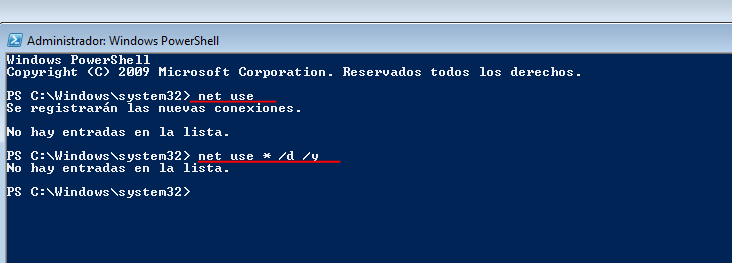 Administrador: Windows PowerShell
Windows PowerShell
Copyright (C) 2009 Microsoft Corporation. Reservados todos los derechos.
PS C:\Windows\system32> net use
Se registrarán las nuevas conexiones.
No hay entradas en la lista.
PS C:\Windows\system32> net use * /d /y
No hay entradas en la lista.
PS C:\Windows\system32>